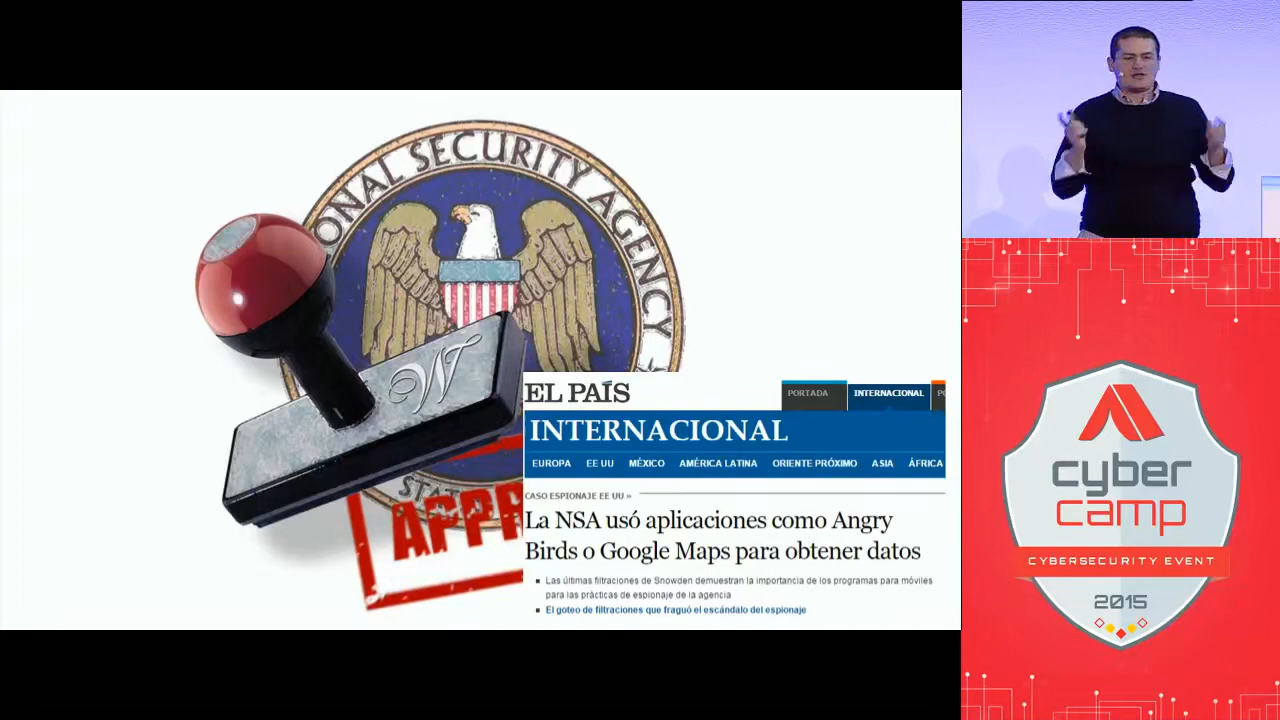 ONAL SECURITY AGENCY
W
APPR
EL PAÍS
PORTADA
INTERNACIONAL
INTERNACIONAL
EUROPA
EE UU
MÉXICO
AMÉRICA LATINA
ORIENTE PRÓXIMO
ASIA
ÁFRICA
CASO ESPIONAJE EE UU »
La NSA usó aplicaciones como Angry
Birds o Google Maps para obtener datos
Las últimas filtraciones de Snowden demuestran la importancia de los programas para móviles
para las prácticas de espionaje de la agencia
El goteo de filtraciones que fraguó el escándalo del espionaje
cyber
camp
CYBERSECURITY EVENT
2015